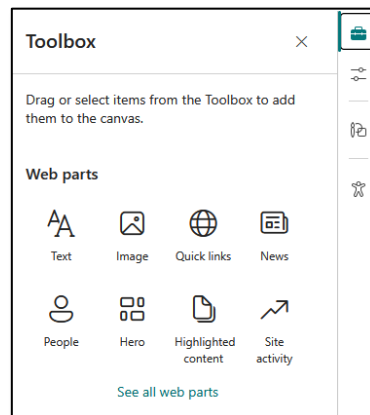 Toolbox
Drag or select items from the Toolbox to add
them to the canvas.
Web parts
Text
Image
Quick links
News
People
Hero
Highlighted
content
Site
activity
See all web parts